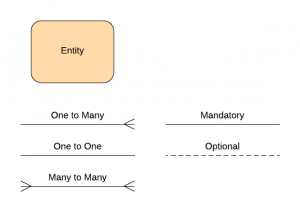 Entity
One to Many
Mandatory
One to One
Optional
Many to Many